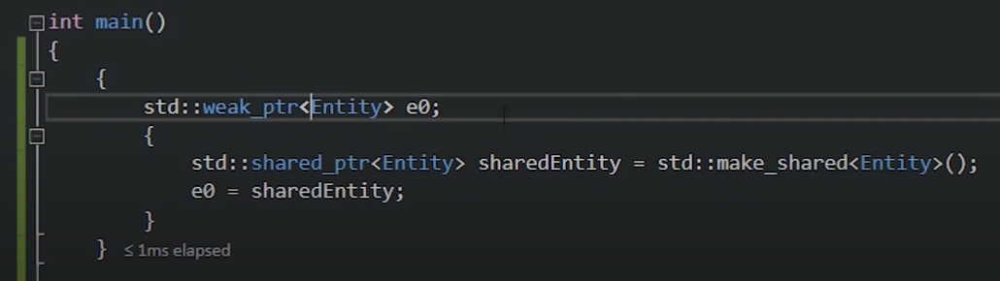 int main()
{
    {
        std::weak_ptr<Entity> e0;
        {
            std::shared_ptr<Entity> sharedEntity = std::make_shared<Entity>();
            e0 = sharedEntity;
        }
    } ≤ 1ms elapsed